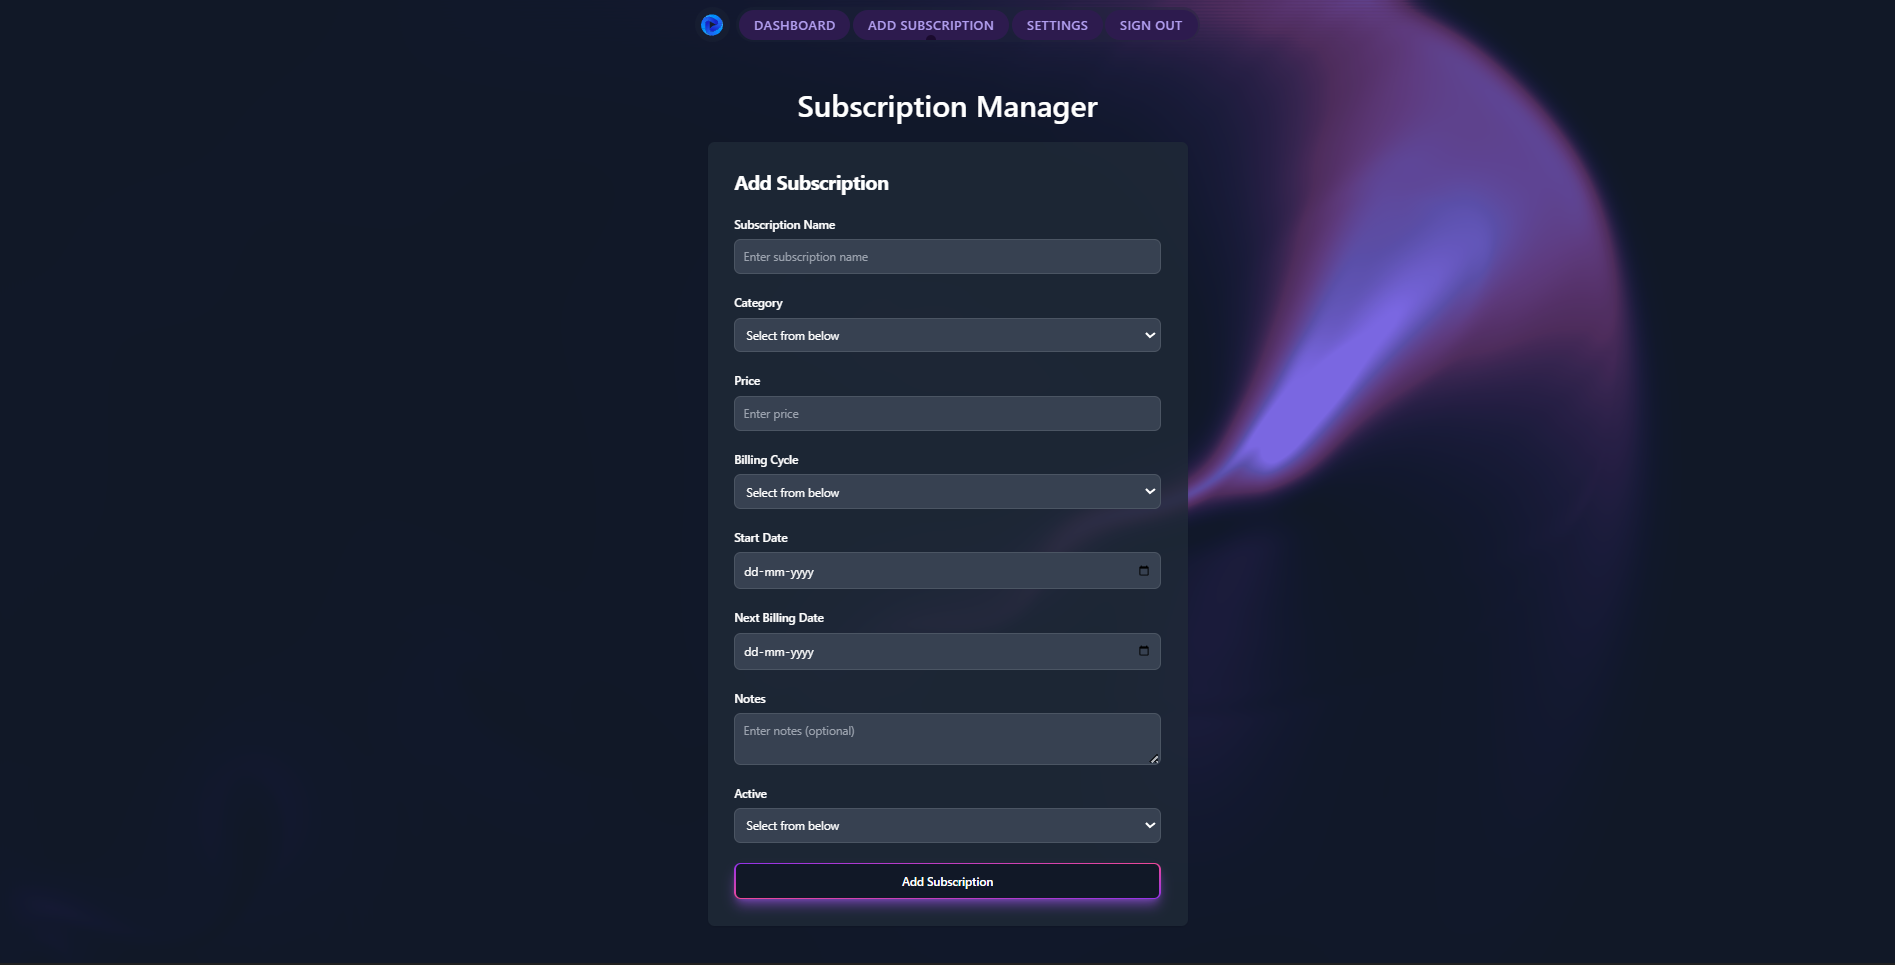 DASHBOARD ADD SUBSCRIPTION SETTINGS SIGN OUT
Subscription Manager
Add Subscription
Subscription Name
Enter subscription name
Category
Select from below
Price
Enter price
Billing Cycle
Select from below
Start Date
dd-mm-yyyy
Next Billing Date
dd-mm-yyyy
Notes
Enter notes (optional)
Active
Select from below
Add Subscription